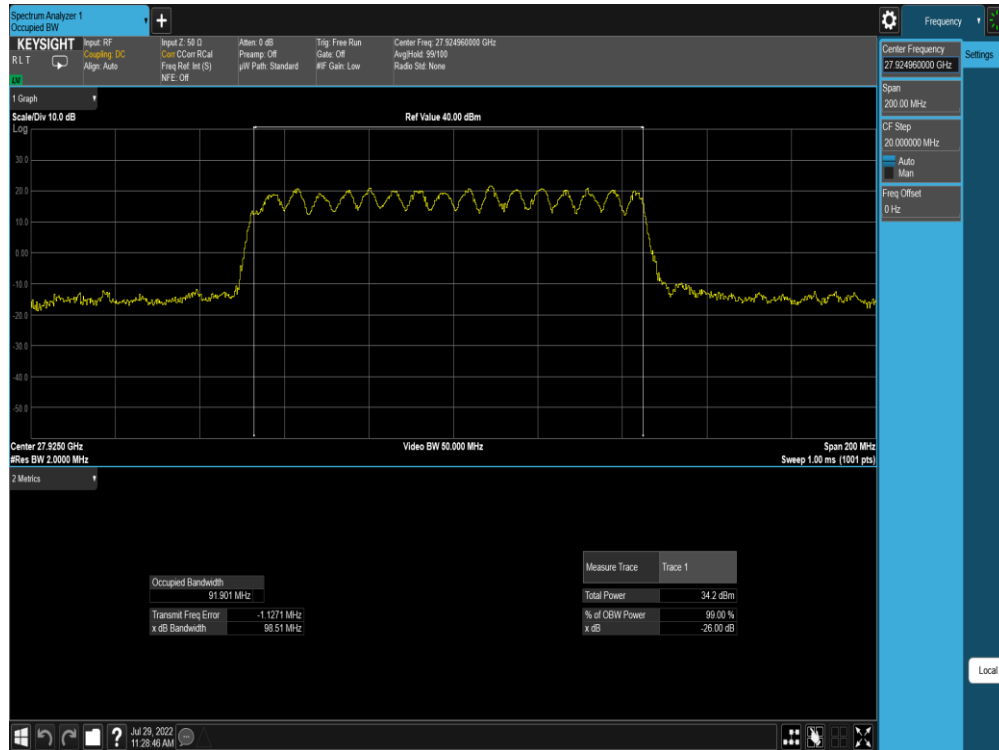 Spectrum Analyzer 1
Occupied BW
Frequency
KEYSIGHT
RLT
LXI
Input: RF
Coupling: DC
Align: Auto
Input Z: 50 Ω
Corr CCorr RCal
Freq Ref: Int (S)
NFE: Off
Atten: 0 dB
Preamp: Off
µW Path: Standard
Trig: Free Run
Gate: Off
#IF Gain: Low
Center Freq: 27.924960000 GHz
Avg|Hold: 99/100
Radio Std: None
Center Frequency
27.924960000 GHz
Settings
Span
200.00 MHz
CF Step
20.000000 MHz
Auto
Man
Freq Offset
0 Hz
1 Graph
Scale/Div 10.0 dB
Ref Value 40.00 dBm
Log
30.0
20.0
10.0
0.00
-10.0
-20.0
-30.0
-40.0
-50.0
Center 27.9250 GHz
Video BW 50.000 MHz
Span 200 MHz
#Res BW 2.0000 MHz
Sweep 1.00 ms (1001 pts)
2 Metrics
Measure Trace
Trace 1
Occupied Bandwidth
91.901 MHz
Total Power
34.2 dBm
Transmit Freq Error
-1.1271 MHz
% of OBW Power
99.00 %
x dB Bandwidth
98.51 MHz
x dB
-26.00 dB
Local
?
Jul 29, 2022
11:28:46 AM